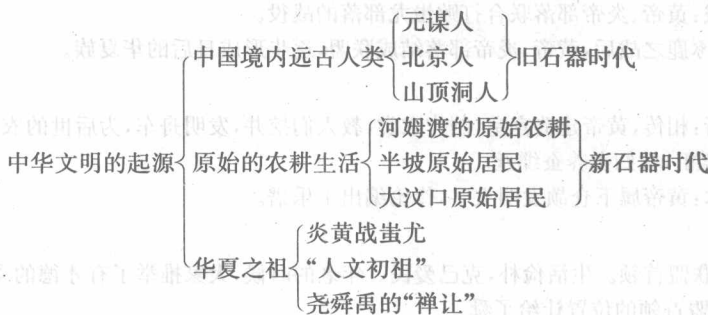 元谋人
中国境内远古人类 北京人 旧石器时代
山顶洞人
河姆渡的原始农耕
中华文明的起源 原始的农耕生活 半坡原始居民 新石器时代
大汶口原始居民
炎黄战蚩尤
华夏之祖 “人文初祖”
尧舜禹的“禅让”